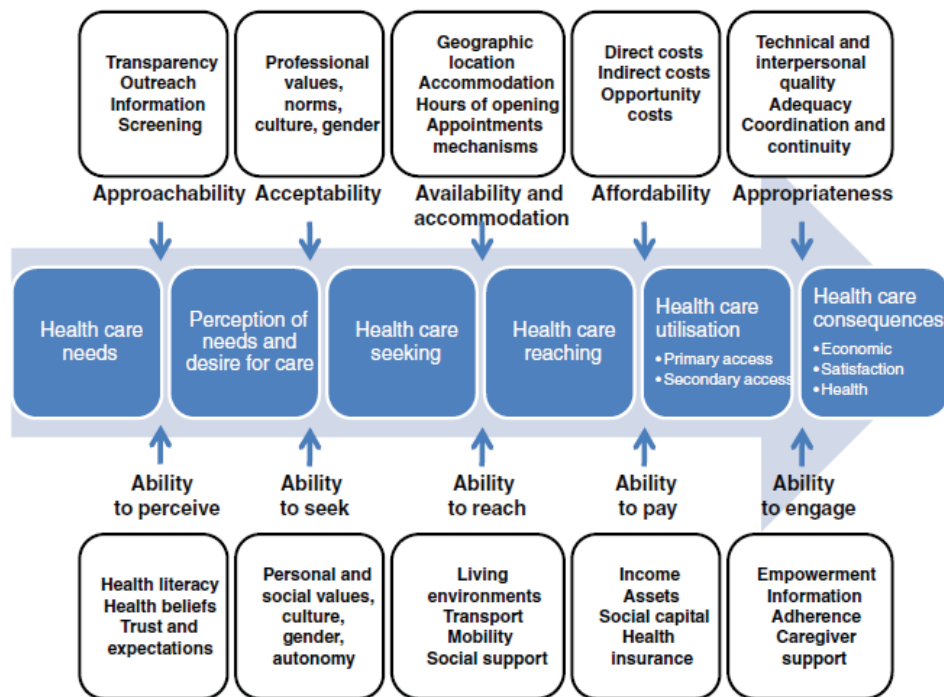 Transparency
Outreach
Information
Screening
Professional
values,
norms,
culture, gender
Geographic
location
Accommodation
Hours of opening
Appointments
mechanisms
Direct costs
Indirect costs
Opportunity
costs
Technical and
interpersonal
quality
Adequacy
Coordination and
continuity
Approachability
Acceptability
Availability and
accommodation
Affordability
Appropriateness
Health care
needs
Perception of
needs and
desire for care
Health care
seeking
Health care
reaching
Health care
utilisation
• Primary access
• Secondary access
Health care
consequences
• Economic
• Satisfaction
• Health
Ability
to perceive
Ability
to seek
Ability
to reach
Ability
to pay
Ability
to engage
Health literacy
Health beliefs
Trust and
expectations
Personal and
social values,
culture,
gender,
autonomy
Living
environments
Transport
Mobility
Social support
Income
Assets
Social capital
Health
insurance
Empowerment
Information
Adherence
Caregiver
support